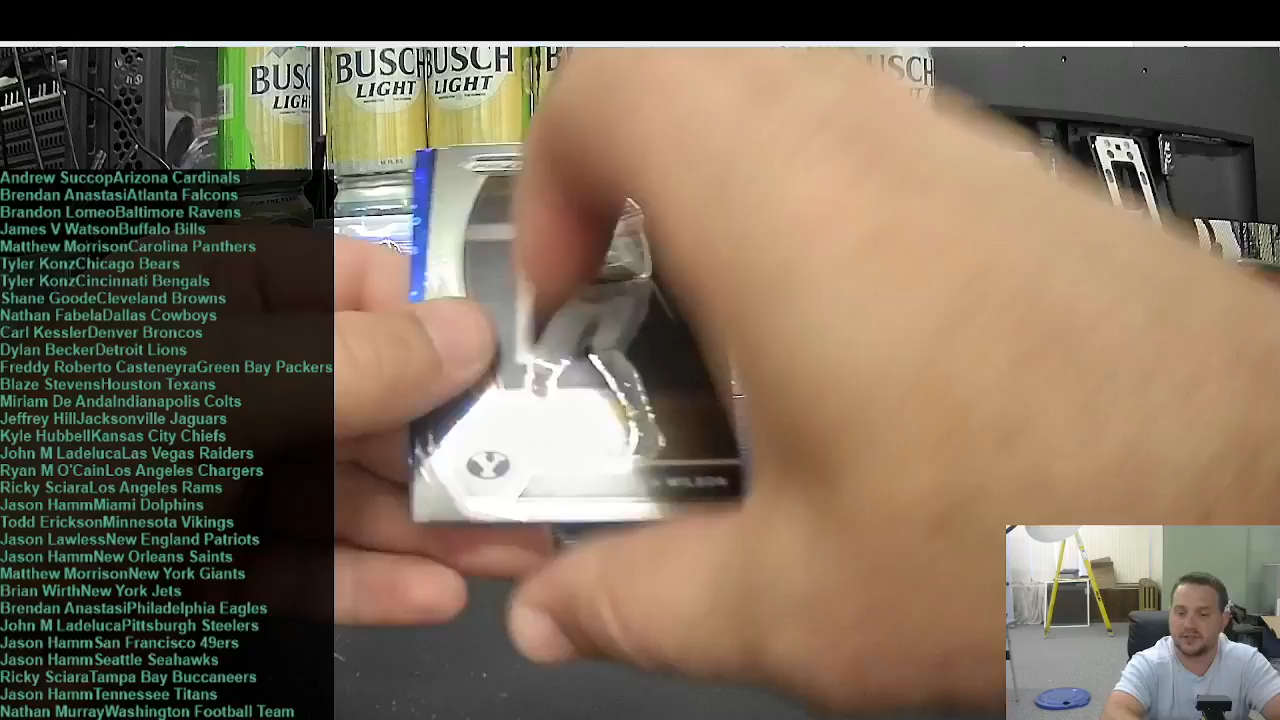 BUSCH
LIGHT
BUSCH
LIGHT
BUSCH
LIGHT
BUSCH
Andrew SuccopArizona Cardinals
Brendan AnastasiAtlanta Falcons
Brandon LomeoBaltimore Ravens
James V WatsonBuffalo Bills
Matthew MorrisonCarolina Panthers
Tyler KonzChicago Bears
Tyler KonzCincinnati Bengals
Shane GoodeCleveland Browns
Nathan FabelaDallas Cowboys
Carl KesslerDenver Broncos
Dylan BeckerDetroit Lions
Freddy Roberto CasteneyraGreen Bay Packers
Blaze StevensHouston Texans
Miriam De AndaIndianapolis Colts
Jeffrey HillJacksonville Jaguars
Kyle HubbellKansas City Chiefs
John M LadelucaLas Vegas Raiders
Ryan M O'CainLos Angeles Chargers
Ricky SciaraLos Angeles Rams
Jason HammMiami Dolphins
Todd EricksonMinnesota Vikings
Jason LawlessNew England Patriots
Jason HammNew Orleans Saints
Matthew MorrisonNew York Giants
Brian WirthNew York Jets
Brendan AnastasiPhiladelphia Eagles
John M LadelucaPittsburgh Steelers
Jason HammSan Francisco 49ers
Jason HammSeattle Seahawks
Ricky SciaraTampa Bay Buccaneers
Jason HammTennessee Titans
Nathan MurrayWashington Football Team
Y
WILSON